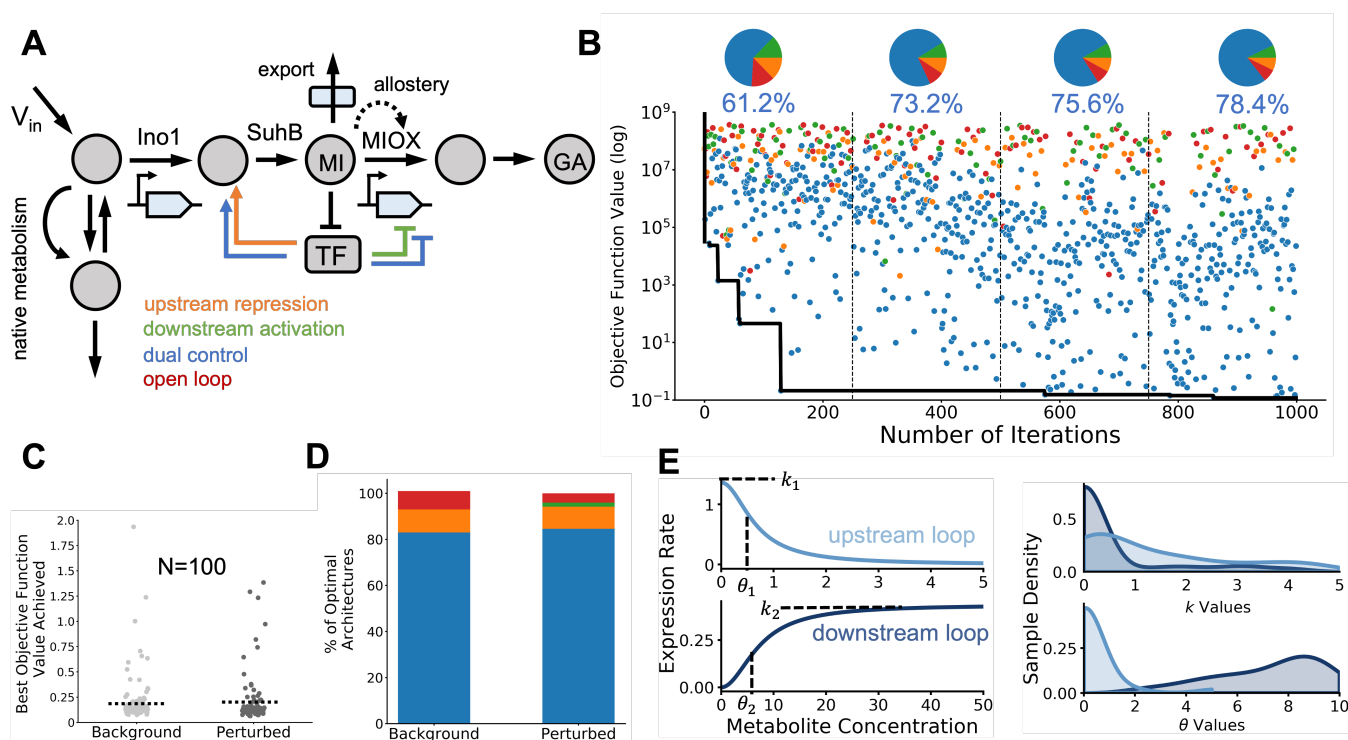 A
V_in
Ino1
SuhB
export
allostery
MIOX
MI
GA
TF
native metabolism
upstream repression
downstream activation
dual control
open loop
B
61.2%
73.2%
75.6%
78.4%
Objective Function Value (log)
10^9
10^7
10^5
10^3
10^1
10^−1
0
200
400
600
800
1000
Number of Iterations
C
Best Objective Function
Value Achieved
2.0
1.75
1.5
1.25
1.0
0.75
0.5
0.25
0
N=100
Background
Perturbed
D
% of Optimal
Architectures
100
80
60
40
20
0
Background
Perturbed
E
Expression Rate
1
0
k_1
upstream loop
θ_1
0
1
2
3
4
5
0.25
0.00
k_2
downstream loop
θ_2
0
10
20
30
40
50
Metabolite Concentration
Sample Density
0.5
0.0
0
1
2
3
4
5
k Values
0.25
0.00
0
2
4
6
8
10
θ Values